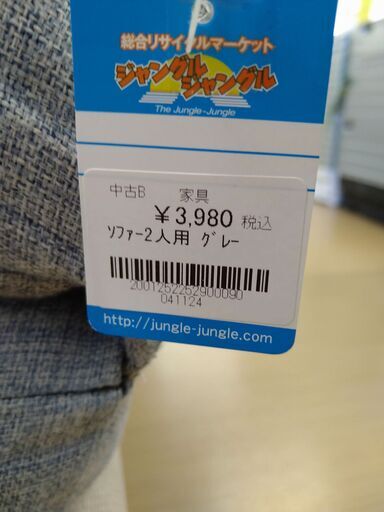 総合リサイクルマーケット
ジャングル
ジャングル
The Jungle-Jungle
中古B 家具
¥3,980 税込
ソファー2人用 グレー
2001252252900090
041124
http://jungle-jungle.com